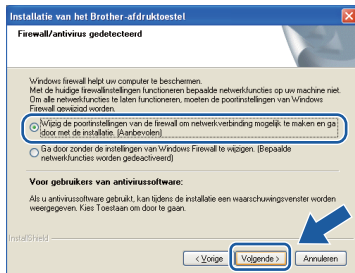 Installatie van het Brother-afdruktoestel
Firewall/antivirus gedetecteerd
Windows firewall helpt uw computer te beschermen.
Met de huidige firewallinstellingen functioneren bepaalde netwerkfuncties op uw machine niet.
Om alle netwerkfuncties te laten functioneren, moeten de poortinstellingen van Windows
Firewall gewijzigd worden.
Wijzig de poortinstellingen van de firewall om netwerkverbinding mogelijk te maken en ga
door met de installatie. (Aanbevolen)
Ga door zonder de instellingen van Windows Firewall te wijzigen. (Bepaalde
netwerkfuncties worden gedeactiveerd)
Voor gebruikers van antivirussoftware:
Als u antivirussoftware gebruikt, kan tijdens de installatie een waarschuwingsvenster worden
weergegeven. Kies Toestaan om door te gaan.
InstallShield
< Vorige
Volgende >
Annuleren